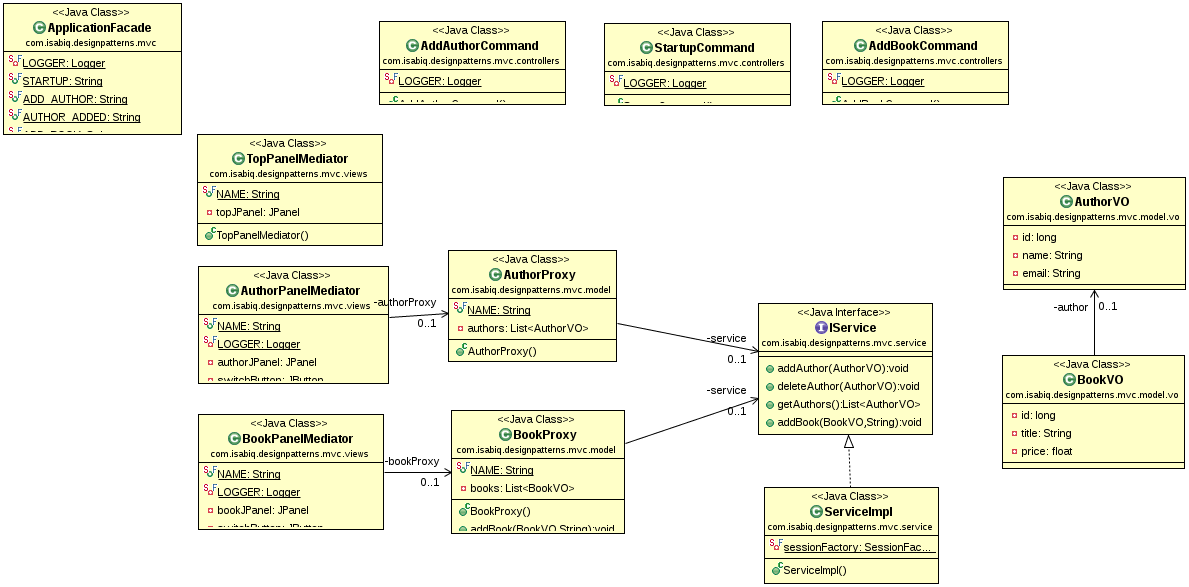 <<Java Class>>
ApplicationFacade
com.isabiq.designpatterns.mvc
LOGGER: Logger
STARTUP: String
ADD_AUTHOR: String
AUTHOR_ADDED: String
<<Java Class>>
AddAuthorCommand
com.isabiq.designpatterns.mvc.controllers
LOGGER: Logger
<<Java Class>>
StartupCommand
com.isabiq.designpatterns.mvc.controllers
LOGGER: Logger
<<Java Class>>
AddBookCommand
com.isabiq.designpatterns.mvc.controllers
LOGGER: Logger
<<Java Class>>
TopPanelMediator
com.isabiq.designpatterns.mvc.views
NAME: String
topJPanel: JPanel
TopPanelMediator()
<<Java Class>>
AuthorPanelMediator
com.isabiq.designpatterns.mvc.views
NAME: String
LOGGER: Logger
authorJPanel: JPanel
switchButton: JButton
-authorProxy
0..1
<<Java Class>>
AuthorProxy
com.isabiq.designpatterns.mvc.model
NAME: String
authors: List<AuthorVO>
AuthorProxy()
-service
0..1
<<Java Class>>
BookPanelMediator
com.isabiq.designpatterns.mvc.views
NAME: String
LOGGER: Logger
bookJPanel: JPanel
-bookProxy
0..1
<<Java Class>>
BookProxy
com.isabiq.designpatterns.mvc.model
NAME: String
books: List<BookVO>
BookProxy()
addBook(BookVO,String):void
-service
0..1
<<Java Interface>>
IService
com.isabiq.designpatterns.mvc.service
addAuthor(AuthorVO):void
deleteAuthor(AuthorVO):void
getAuthors():List<AuthorVO>
addBook(BookVO,String):void
<<Java Class>>
ServiceImpl
com.isabiq.designpatterns.mvc.service
sessionFactory: SessionFac...
ServiceImpl()
<<Java Class>>
AuthorVO
com.isabiq.designpatterns.mvc.model.vo
id: long
name: String
email: String
-author
0..1
<<Java Class>>
BookVO
com.isabiq.designpatterns.mvc.model.vo
id: long
title: String
price: float